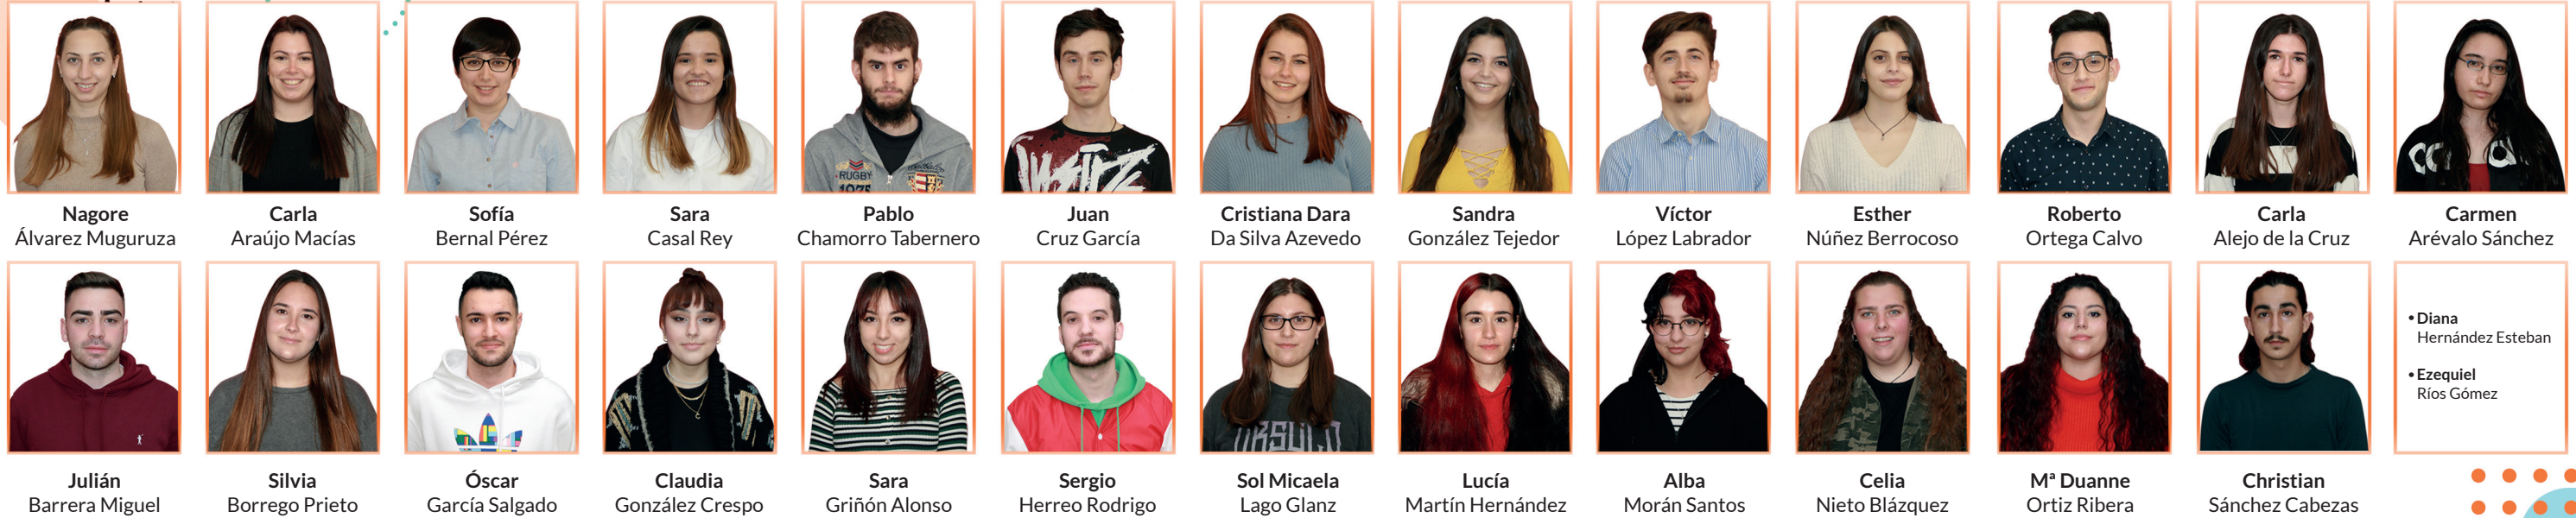 Nagore
Álvarez Muguruza
Carla
Araújo Macías
Sofía
Bernal Pérez
Sara
Casal Rey
Pablo
Chamorro Tabernero
Juan
Cruz García
Cristiana Dara
Da Silva Azevedo
Sandra
González Tejedor
Víctor
López Labrador
Esther
Núñez Berrocoso
Roberto
Ortega Calvo
Carla
Alejo de la Cruz
Carmen
Arévalo Sánchez
RUGBY
1975
Julián
Barrera Miguel
Silvia
Borrego Prieto
Óscar
García Salgado
Claudia
González Crespo
Sara
Griñón Alonso
Sergio
Herreo Rodrigo
Sol Micaela
Lago Glanz
Lucía
Martín Hernández
Alba
Morán Santos
Celia
Nieto Blázquez
Mª Duanne
Ortiz Ribera
Christian
Sánchez Cabezas
• Diana
Hernández Esteban
• Ezequiel
Ríos Gómez